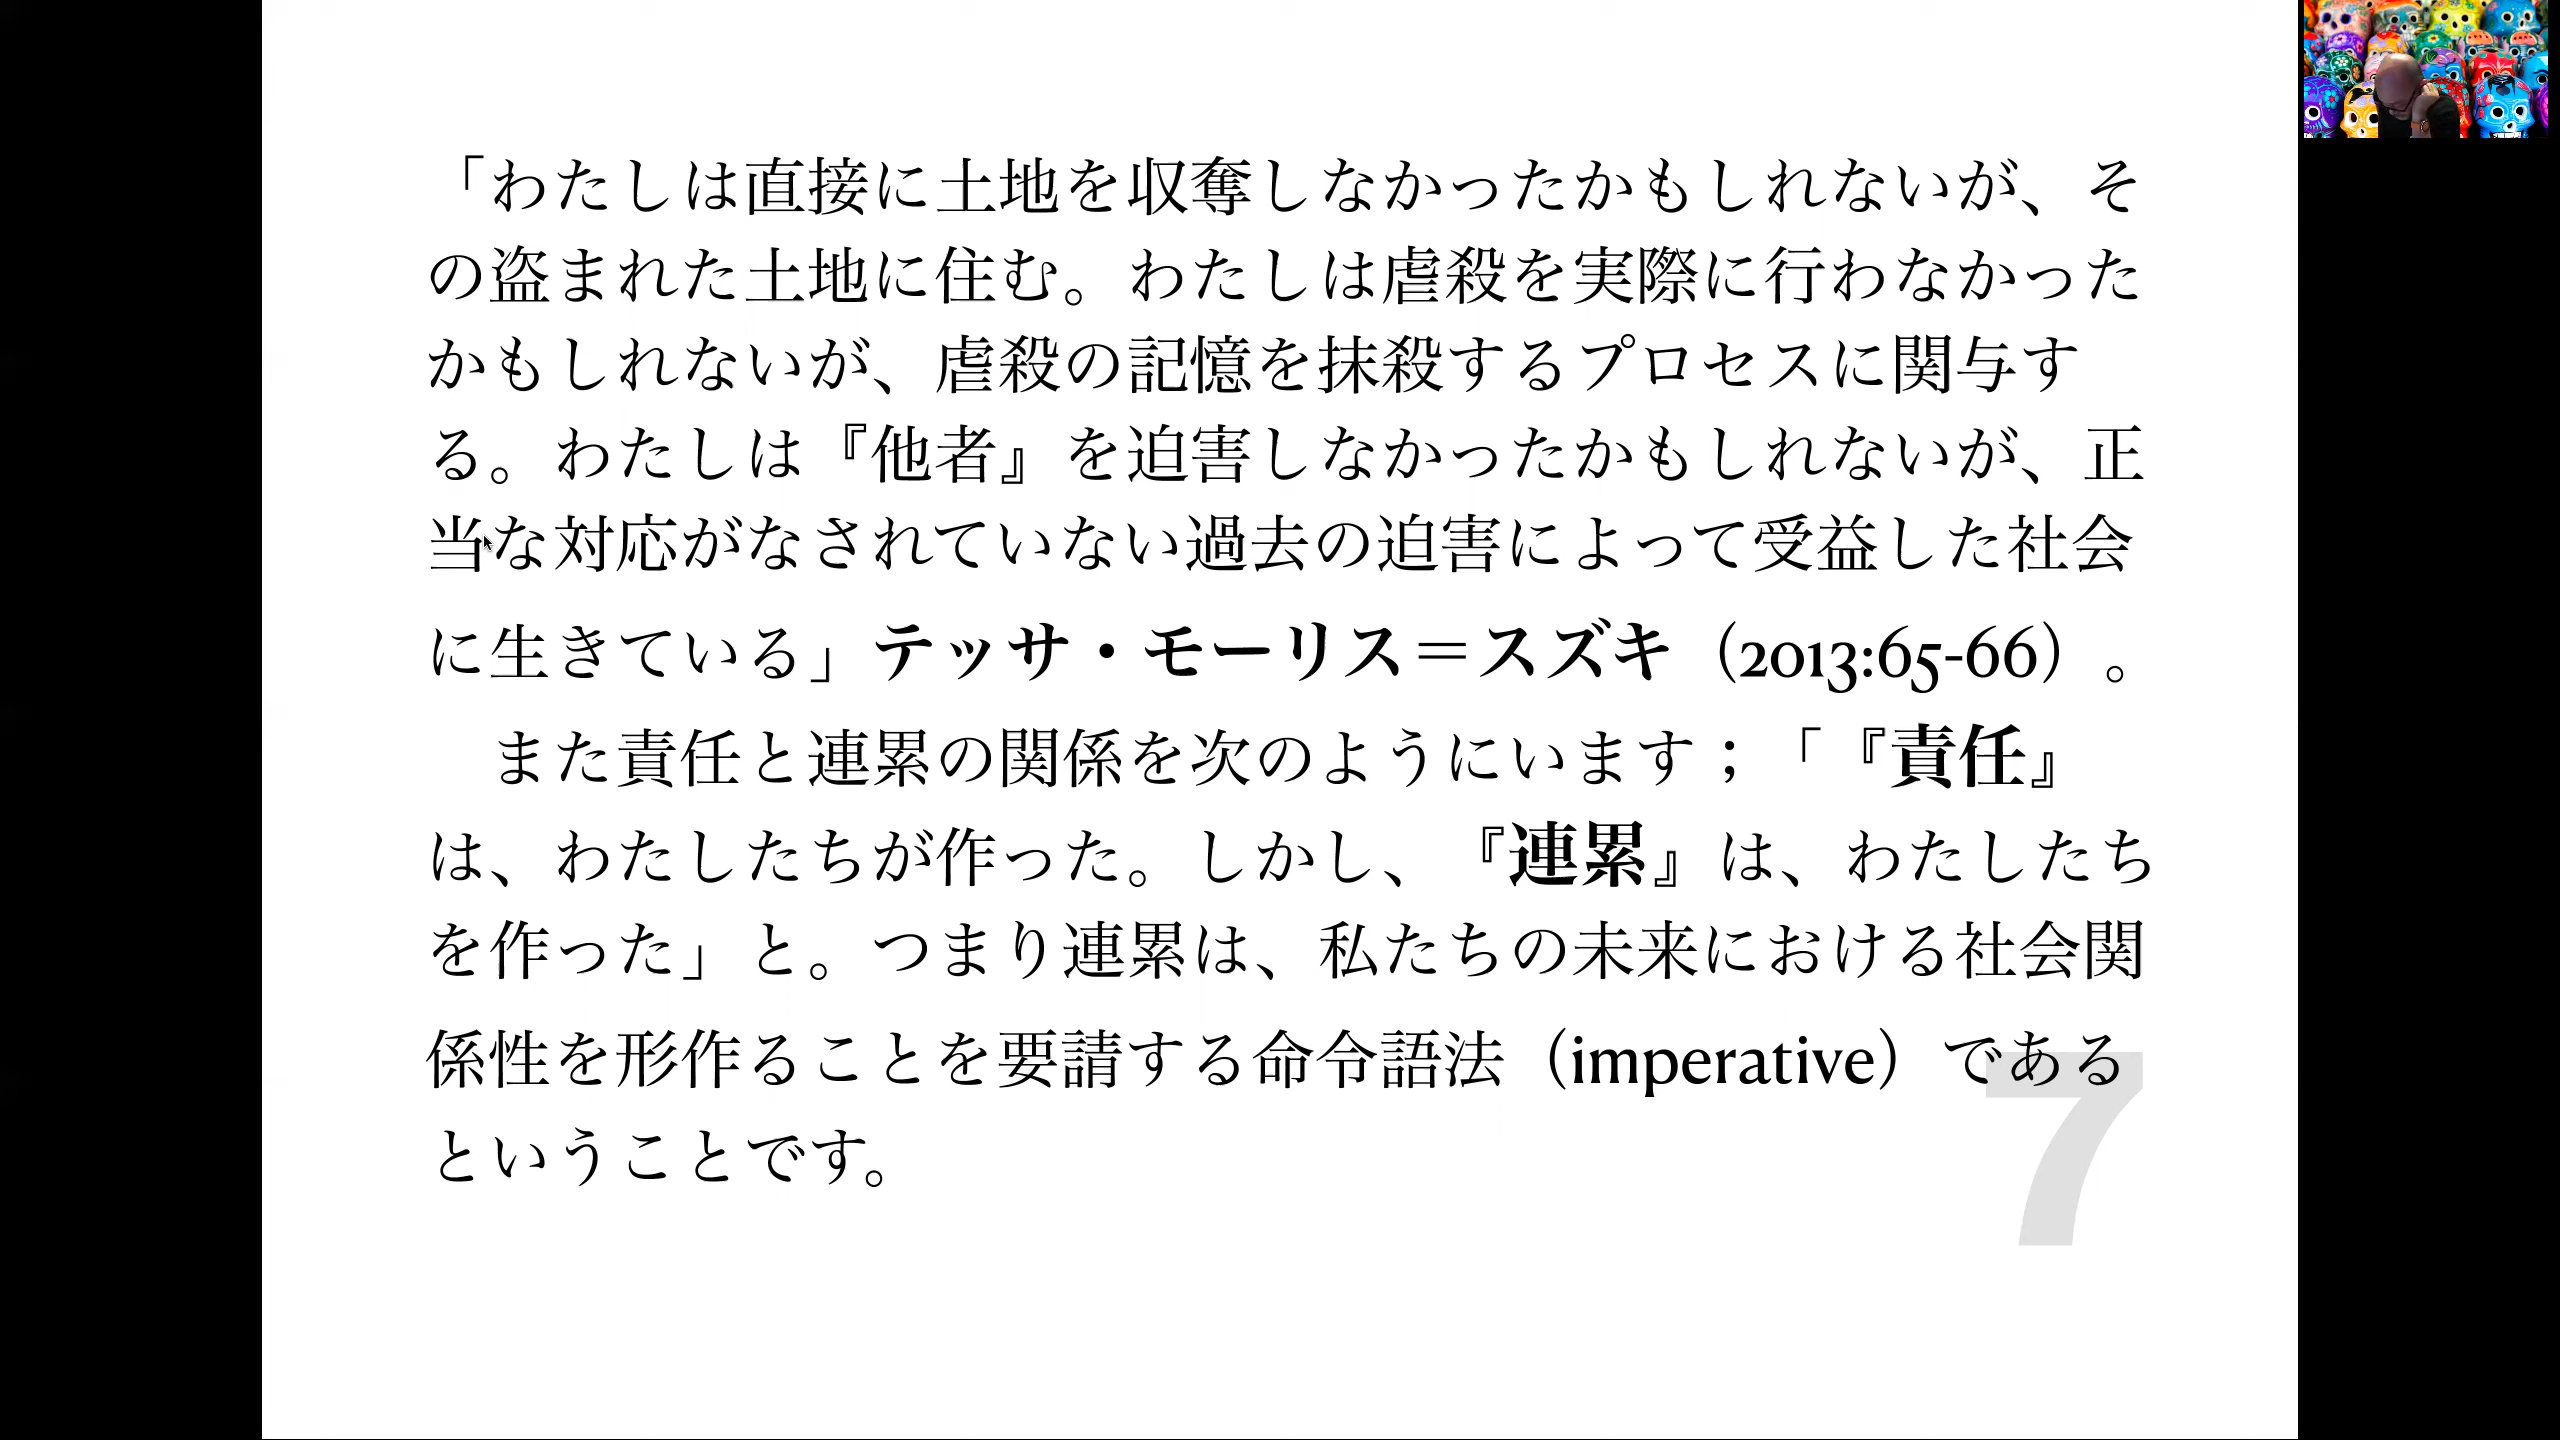 「わたしは直接に土地を収奪しなかったかもしれないが、そ
の盗まれた土地に住む。わたしは虐殺を実際に行わなかった
かもしれないが、虐殺の記憶を抹殺するプロセスに関与す
る。わたしは『他者』を迫害しなかったかもしれないが、正
当な対応がなされていない過去の迫害によって受益した社会
に生きている」テッサ・モーリス＝スズキ（2013:65-66）。
また責任と連累の関係を次のようにいます；「『責任』
は、わたしたちが作った。しかし、『連累』は、わたしたち
を作った」と。つまり連累は、私たちの未来における社会関
係性を形作ることを要請する命令語法（imperative）である
ということです。
7